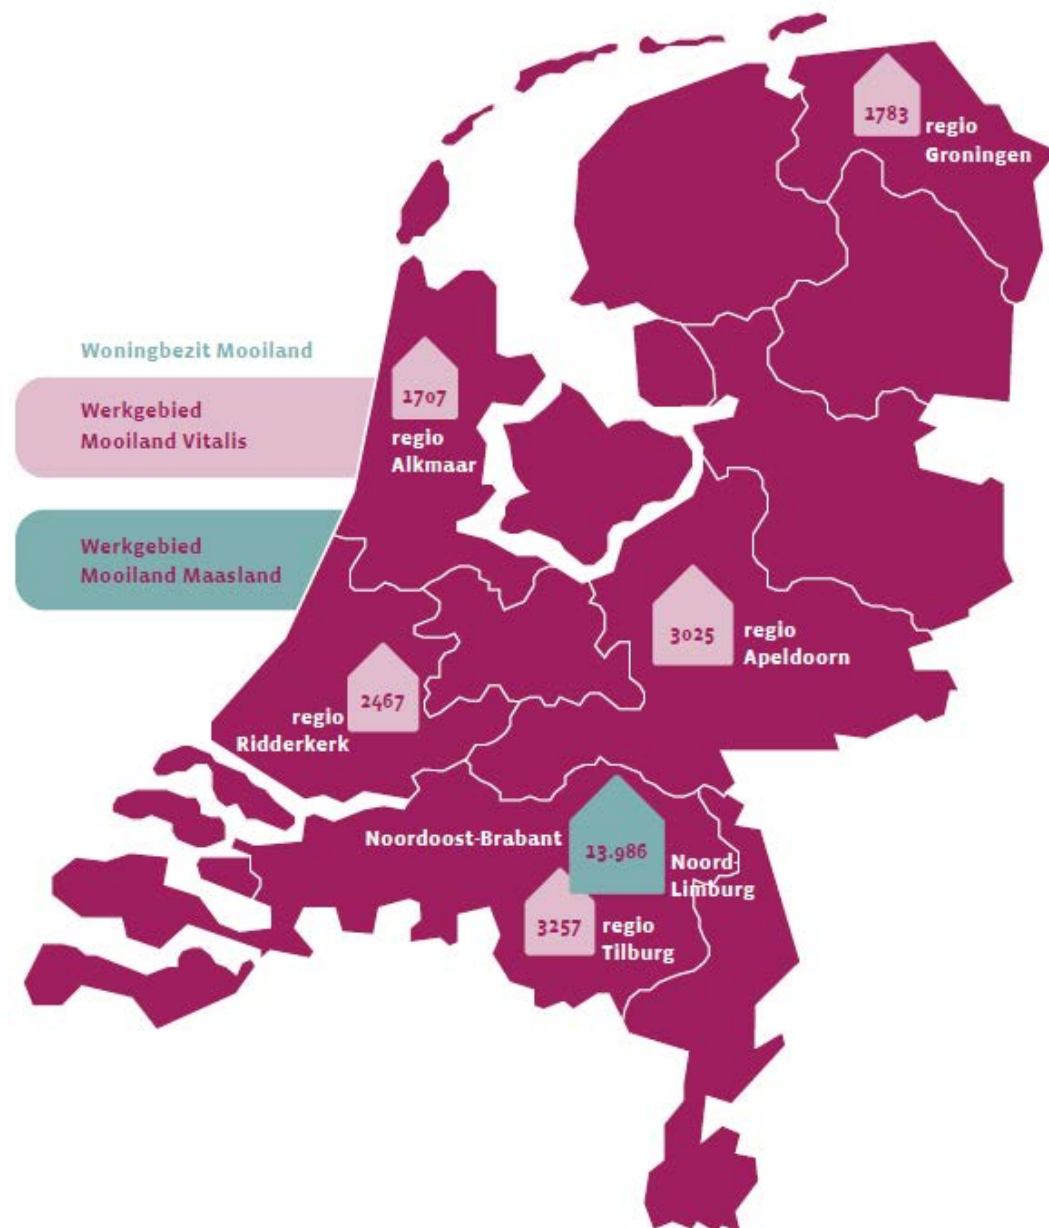 1783
regio
Groningen
Woningbezit Mooiland
Werkgebied
Mooiland Vitalis
1707
regio
Alkmaar
Werkgebied
Mooiland Maasland
3025
regio
Apeldoorn
2467
regio
Ridderkerk
Noordoost-Brabant
13.986
Noord-
Limburg
3257
regio
Tilburg